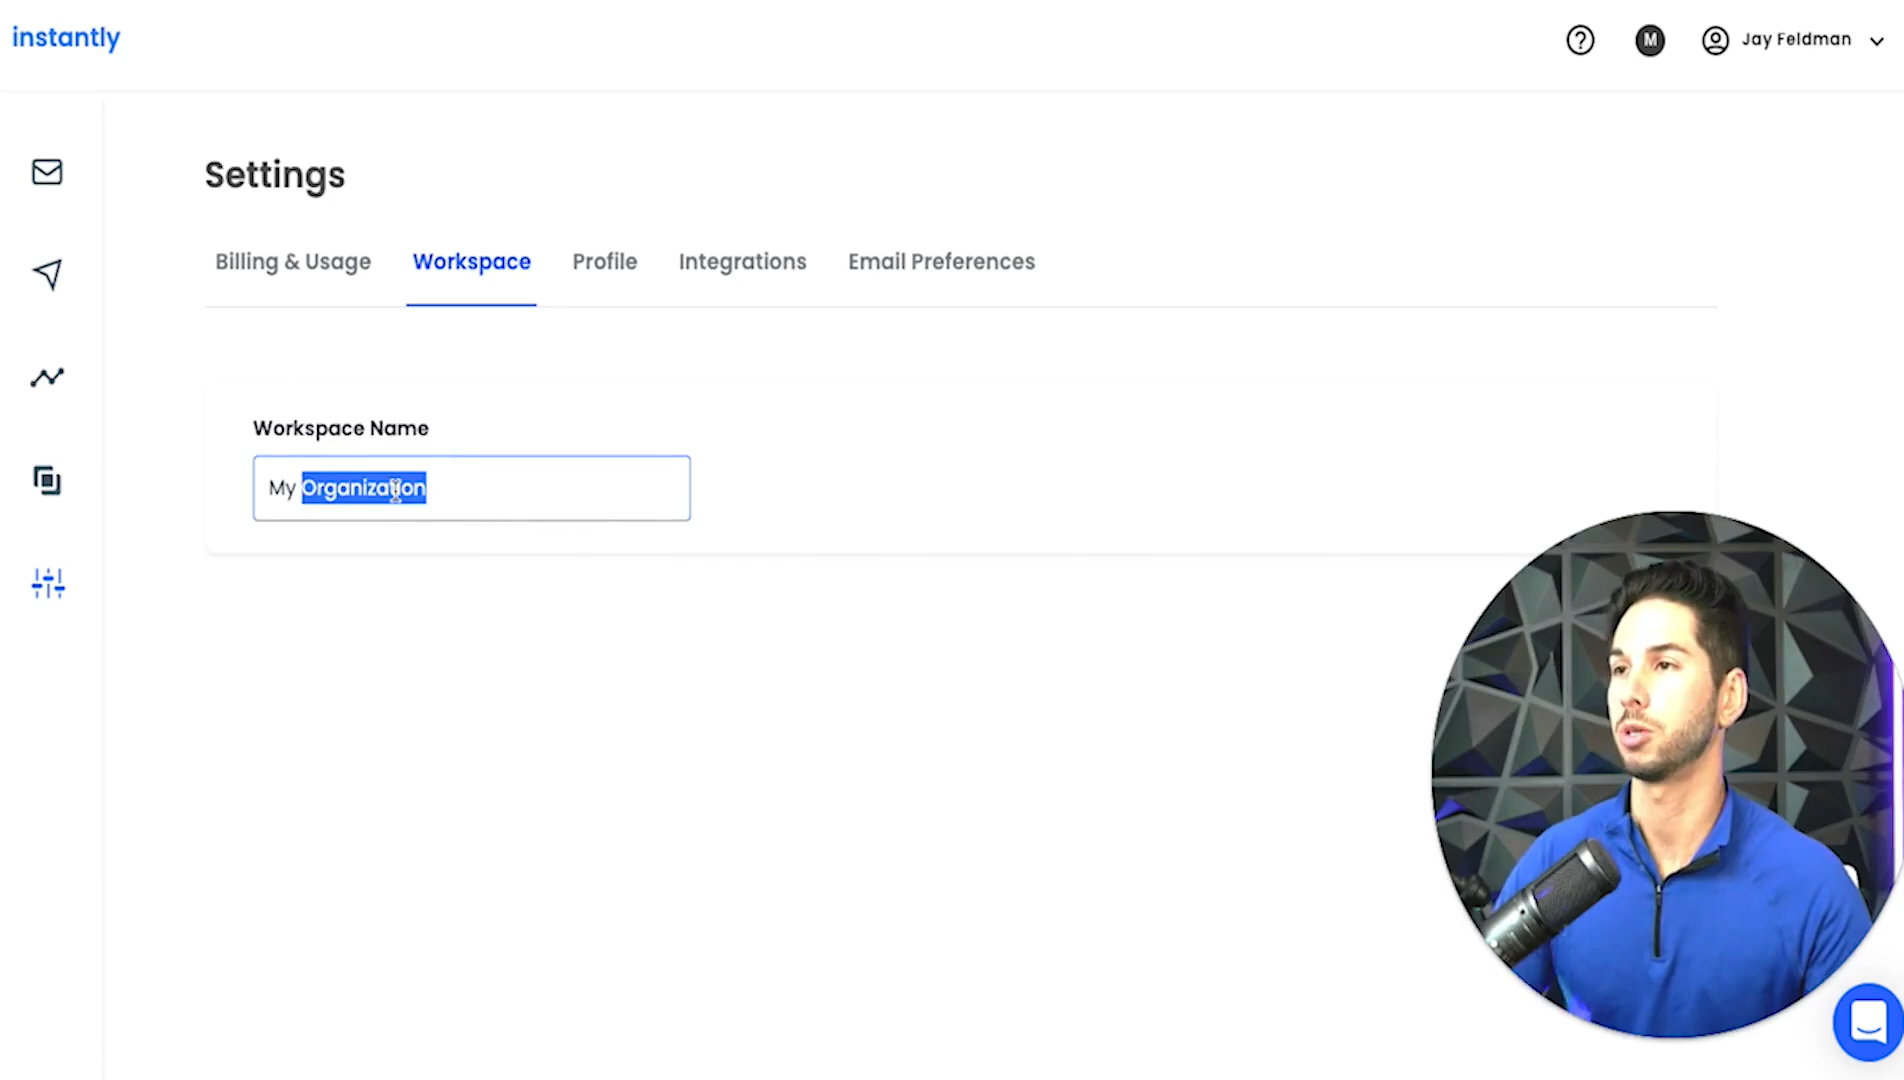 instantly
M
Jay Feldman
Settings
Billing & Usage
Workspace
Profile
Integrations
Email Preferences
Workspace Name
My Organization